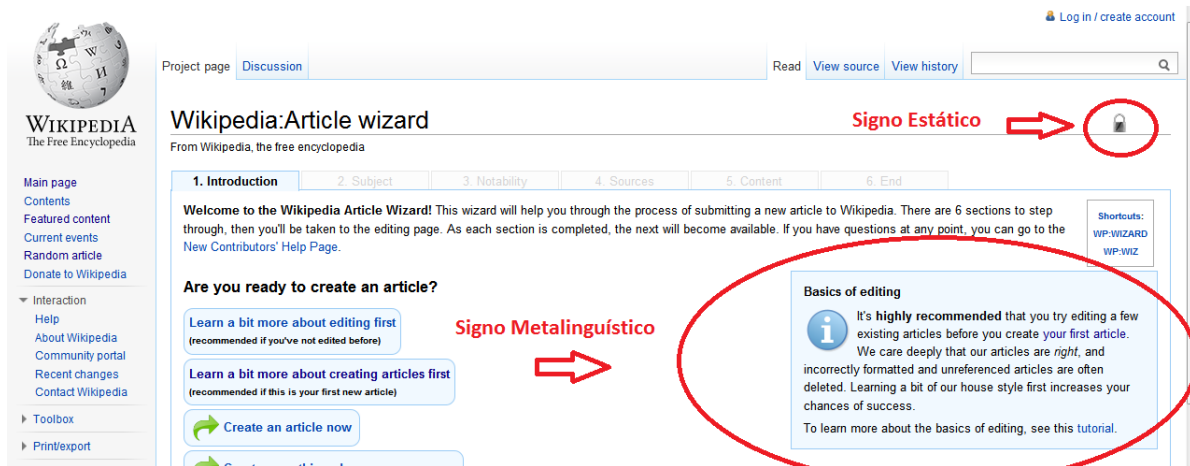 Log in / create account
Project page Discussion Read View source View history
WIKIPEDIA
The Free Encyclopedia
Wikipedia:Article wizard
Signo Estático
From Wikipedia, the free encyclopedia
Main page
Contents
Featured content
Current events
Random article
Donate to Wikipedia
Interaction
Help
About Wikipedia
Community portal
Recent changes
Contact Wikipedia
Toolbox
Print/export
1. Introduction 2. Subject 3. Notability 4. Sources 5. Content 6. End
Welcome to the Wikipedia Article Wizard! This wizard will help you through the process of submitting a new article to Wikipedia. There are 6 sections to step
through, then you'll be taken to the editing page. As each section is completed, the next will become available. If you have questions at any point, you can go to the
New Contributors' Help Page.
Shortcuts:
WP:WIZARD
WP:WIZ
Are you ready to create an article?
Learn a bit more about editing first
(recommended if you've not edited before)
Learn a bit more about creating articles first
(recommended if this is your first new article)
Create an article now
Signo Metalinguístico
Basics of editing
It's highly recommended that you try editing a few
existing articles before you create your first article.
We care deeply that our articles are right, and
incorrectly formatted and unreferenced articles are often
deleted. Learning a bit of our house style first increases your
chances of success.
To learn more about the basics of editing, see this tutorial.